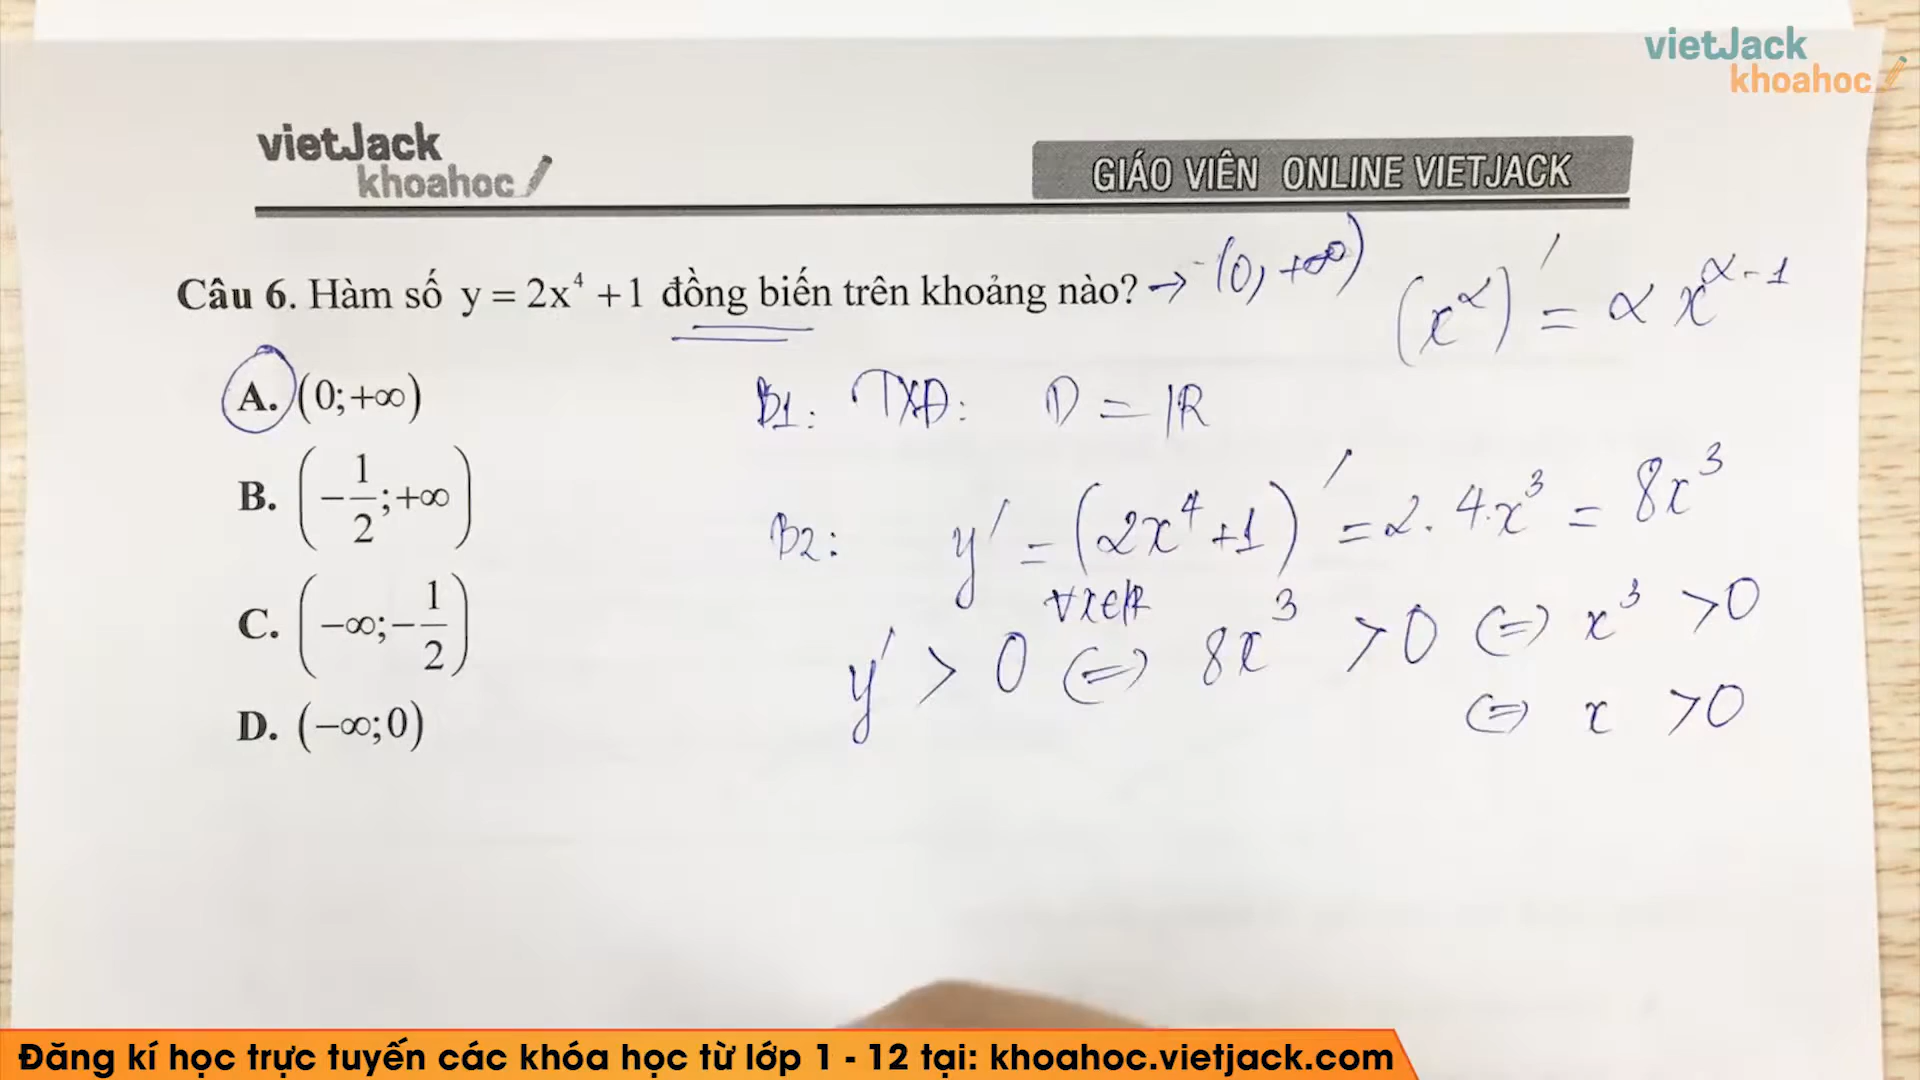 vietJack
khoahoc
vietJack
khoahoc
GIÁO VIÊN ONLINE VIETJACK
Câu 6. Hàm số y = 2x⁴ + 1 đồng biến trên khoảng nào? → (0; +∞)
(x^α)' = α x^(α-1)
A. (0; +∞)
B1: TXĐ: D = ℝ
B. (-1/2; +∞)
B2: y' = (2x⁴ + 1)' = 2. 4. x³ = 8x³
∀x∈ℝ
C. (-∞; -1/2)
y' > 0 ⇔ 8x³ > 0 ⇔ x³ > 0
⇔ x > 0
D. (-∞; 0)
Đăng kí học trực tuyến các khóa học từ lớp 1 - 12 tại: khoahoc.vietjack.com